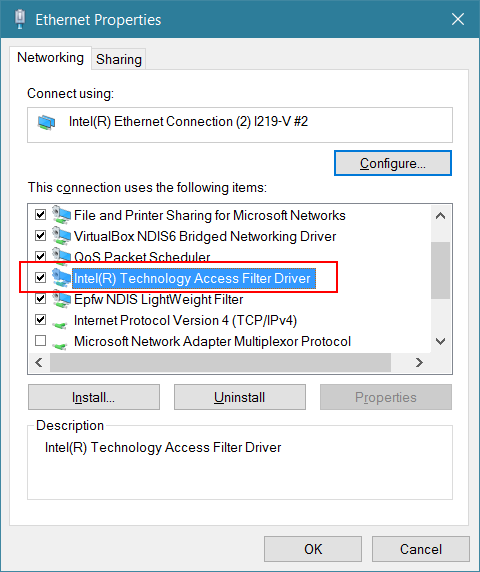 Ethernet Properties
Networking
Sharing
Connect using:
Intel(R) Ethernet Connection (2) I219-V #2
Configure...
This connection uses the following items:
File and Printer Sharing for Microsoft Networks
VirtualBox NDIS6 Bridged Networking Driver
QoS Packet Scheduler
Intel(R) Technology Access Filter Driver
Epfw NDIS LightWeight Filter
Internet Protocol Version 4 (TCP/IPv4)
Microsoft Network Adapter Multiplexor Protocol
Install...
Uninstall
Properties
Description
Intel(R) Technology Access Filter Driver
OK
Cancel